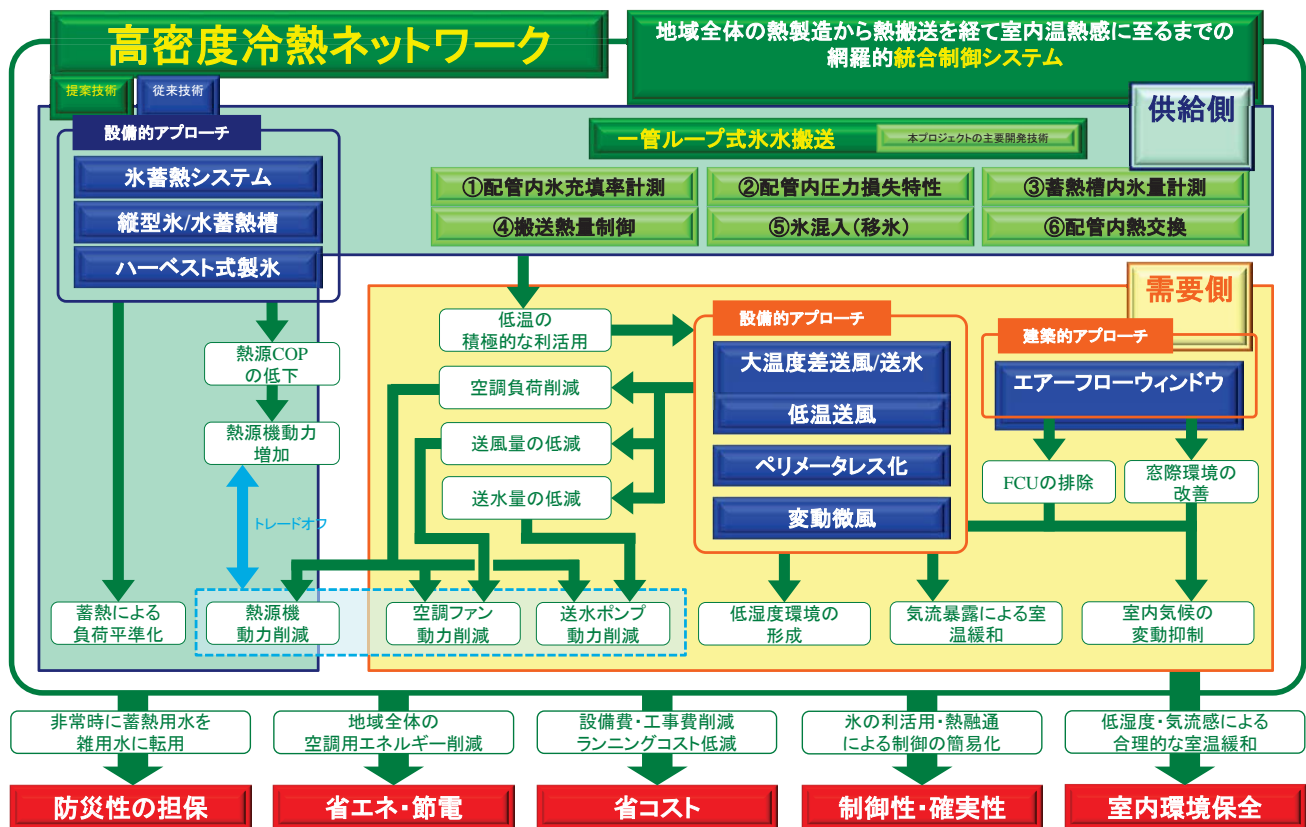 高密度冷熱ネットワーク
地域全体の熱製造から熱搬送を経て室内温熱感に至るまでの
網羅的統合制御システム
提案技術
従来技術
供給側
設備的アプローチ
氷蓄熱システム
縦型氷/水蓄熱槽
ハーベスト式製氷
一管ループ式氷水搬送
本プロジェクトの主要開発技術
①配管内氷充填率計測
②配管内圧力損失特性
③蓄熱槽内氷量計測
④搬送熱量制御
⑤氷混入(移氷)
⑥配管内熱交換
需要側
低温の
積極的な利活用
設備的アプローチ
大温度差送風/送水
低温送風
ペリメータレス化
変動微風
建築的アプローチ
エアーフローウィンドウ
熱源COP
の低下
熱源機動力
増加
トレードオフ
空調負荷削減
送風量の低減
送水量の低減
FCUの排除
窓際環境の
改善
蓄熱による
負荷平準化
熱源機
動力削減
空調ファン
動力削減
送水ポンプ
動力削減
低湿度環境の
形成
気流暴露による室
温緩和
室内気候の
変動抑制
非常時に蓄熱用水を
雑用水に転用
地域全体の
空調用エネルギー削減
設備費・工事費削減
ランニングコスト低減
氷の利活用・熱融通
による制御の簡易化
低湿度・気流感による
合理的な室温緩和
防災性の担保
省エネ・節電
省コスト
制御性・確実性
室内環境保全